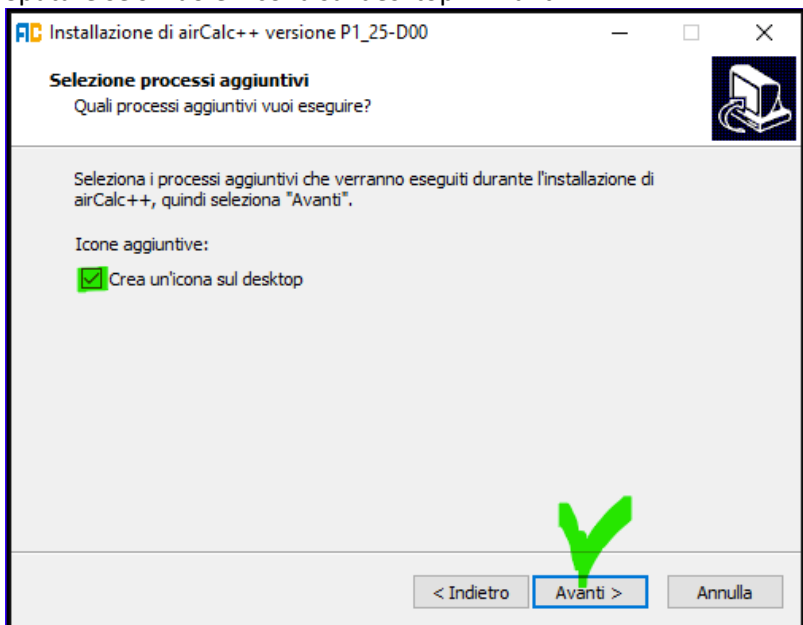 AC Installazione di airCalc++ versione P1_25-D00
Selezione processi aggiuntivi
Quali processi aggiuntivi vuoi eseguire?
Seleziona i processi aggiuntivi che verranno eseguiti durante l'installazione di
airCalc++, quindi seleziona "Avanti".
Icone aggiuntive:
Crea un'icona sul desktop
< Indietro Avanti > Annulla